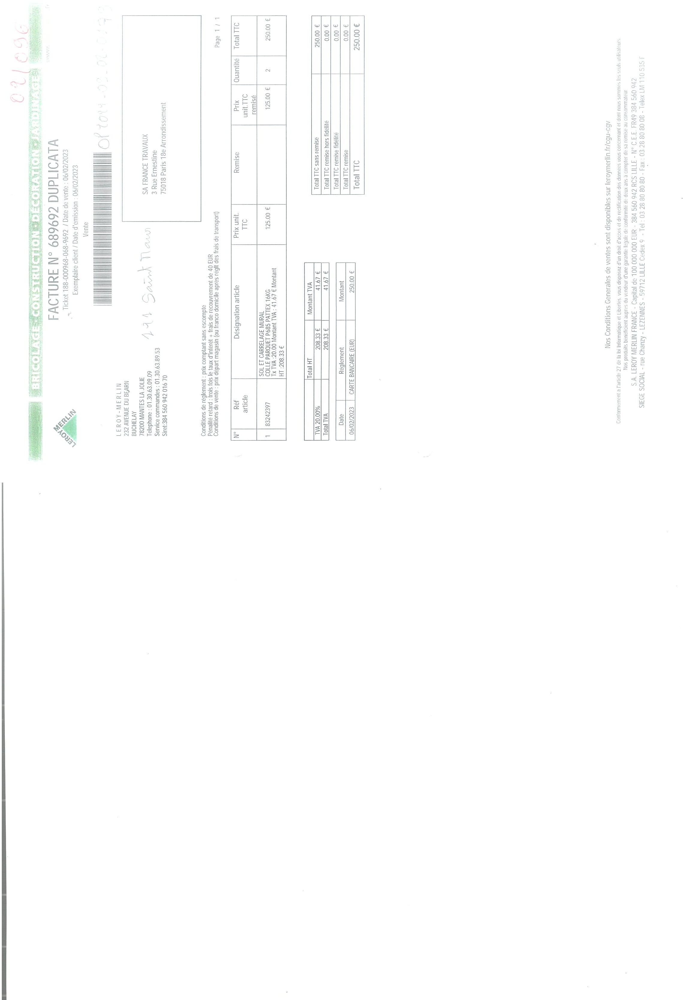 02/096
BRICOLAGE - CONSTRUCTION - DECORATION - JARDINAGE
LEROY MERLIN
FACTURE N° 689692 DUPLICATA
www.
Ticket 188-000968-068-9692 / Date de vente : 06/02/2023
Exemplaire client / Date d'émission : 06/02/2023
Vente
LEROY-MERLIN
232 AVENUE DU BEARN
BUCHELAY
78200 MANTES LA JOLIE
Telephone : 01.30.63.09.09
Service commandes : 01.30.63.89.53
Siret:384 560 942 016 70
Saint Maur
SA FRANCE TRAVAUX
3 Rue Ernestine
75018 Paris 18e Arrondissement
Conditions de règlement : prix comptant sans escompte
Pénalité retard : trois fois le taux d'intérêt + frais de recouvrement de 40 EUR
Conditions de vente : prix départ magasin (ou franco domicile après réglt des frais de transport)
Page 1 / 1
N° Réf article Désignation article Prix unit. TTC Remise Prix unit.TTC remisé Quantité Total TTC
1 83242397 SOL ET CARRELAGE MURAL 125.00 € 125.00 € 2 250.00 €
COLLE PARQUET P685 PATTEX 16KG
Tx TVA :20.00 Montant TVA : 41.67 € Montant
HT :208.33 €
Total HT Montant TVA
TVA 20.00% 208.33 € 41.67 €
Total TVA 208.33 € 41.67 €
Total TTC sans remise 250.00 €
Total TTC remise hors fidélité 0.00 €
Total TTC remise fidélité 0.00 €
Total TTC remise 0.00 €
Total TTC 250.00 €
Date Règlement Montant
06/02/2023 CARTE BANCAIRE (EUR) 250.00 €
Nos Conditions Generales de ventes sont disponibles sur leroymerlin.fr/cgu-cgv
Conformement a l'article 27 de la loi Informatique et Libertes, vous disposez d'un droit d'acces et de rectification des donnees vous concernant et dont nous sommes les seuls utilisateurs
Nos produits beneficient aupres du vendeur d'une garantie legale de conformite de deux ans a compter de sa remise au consommateur
S.A. LEROY MERLIN FRANCE - Capital de 100 000 000 EUR - 384 560 942 RCS LILLE - N° C.E.E. FR49 384 560 942
SIEGE SOCIAL - rue Chanzy - LEZENNES - 59712 LILLE Cedex 9 - Tel : 03 28 80 80 80 - Fax : 03 28 80 80 08 - Telex LM 110 535 F